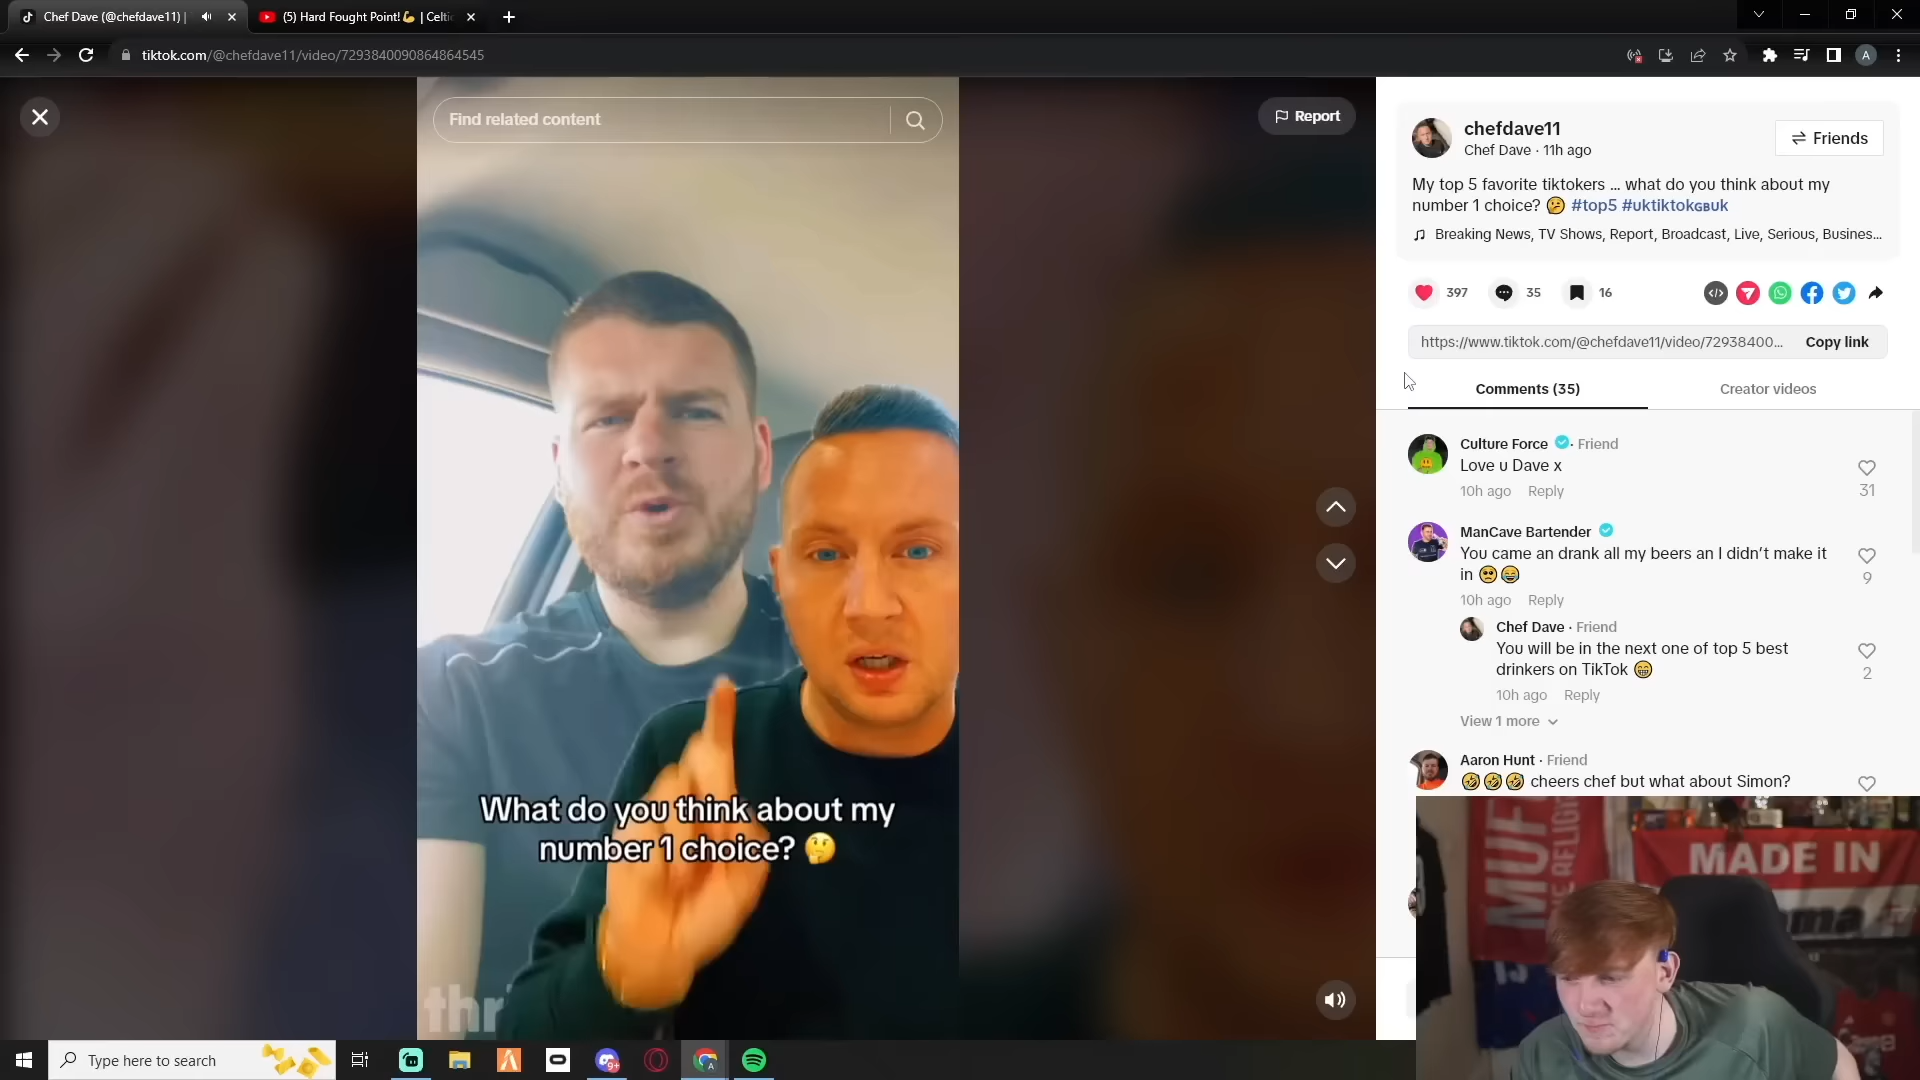 Chef Dave (@chefdave11) |
(5) Hard Fought Point!💪 | Celtic
tiktok.com/@chefdave11/video/7293840090864864545
A
Find related content
Report
chefdave11
Chef Dave · 11h ago
Friends
My top 5 favorite tiktokers ... what do you think about my
number 1 choice? 🤔 #top5 #uktiktokɢʙuk
Breaking News, TV Shows, Report, Broadcast, Live, Serious, Busines...
397
35
16
https://www.tiktok.com/@chefdave11/video/72938400...
Copy link
Comments (35)
Creator videos
Culture Force · Friend
Love u Dave x
10h ago Reply
31
ManCave Bartender
You came an drank all my beers an I didn't make it
in 🥺😂
10h ago Reply
9
Chef Dave · Friend
You will be in the next one of top 5 best
drinkers on TikTok 😁
10h ago Reply
2
View 1 more
Aaron Hunt · Friend
🤣🤣🤣 cheers chef but what about Simon?
What do you think about my
number 1 choice? 🤔
thr
MUF
RELIGI
MADE IN
Type here to search
9+